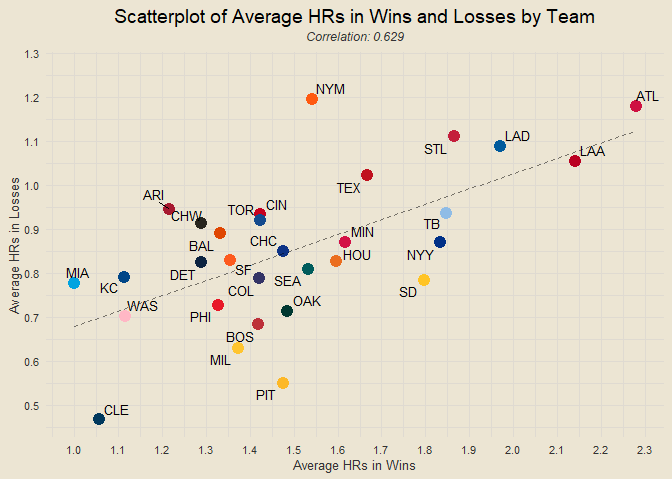 Scatterplot of Average HRs in Wins and Losses by Team
Correlation: 0.629
1.3
1.2
1.1
1.0
0.9
0.8
0.7
0.6
0.5
Average HRs in Losses
NYM
ATL
STL
LAD
LAA
TEX
ARI
CHW
TOR
CIN
TB
BAL
CHC
MIN
NYY
HOU
MIA
KC
DET
SF
SEA
COL
SD
WAS
PHI
OAK
BOS
MIL
PIT
CLE
1.0 1.1 1.2 1.3 1.4 1.5 1.6 1.7 1.8 1.9 2.0 2.1 2.2 2.3
Average HRs in Wins